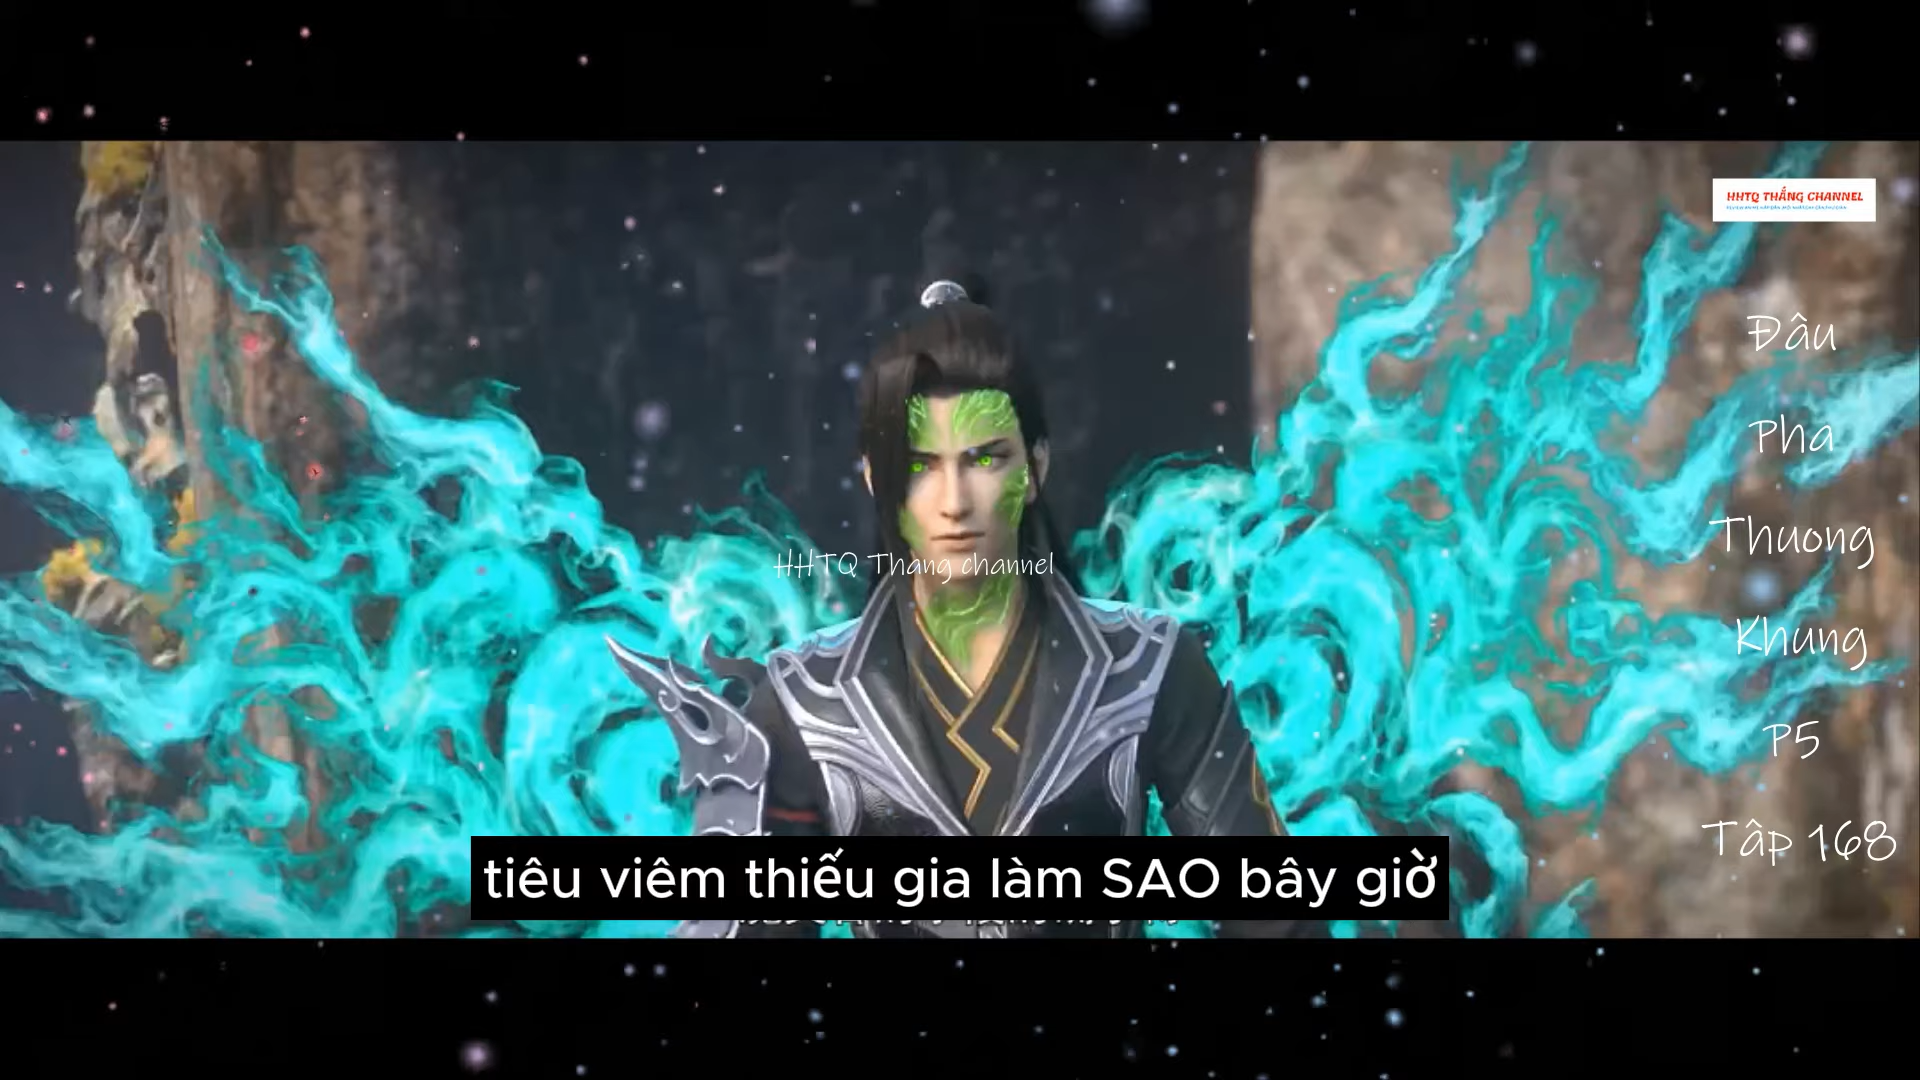 HHTQ THẮNG CHANNEL
Đâu
Pha
Thuong
Khung
P5
Tâp 168
HHTQ Thang channel
tiêu viêm thiếu gia làm SAO bây giờ